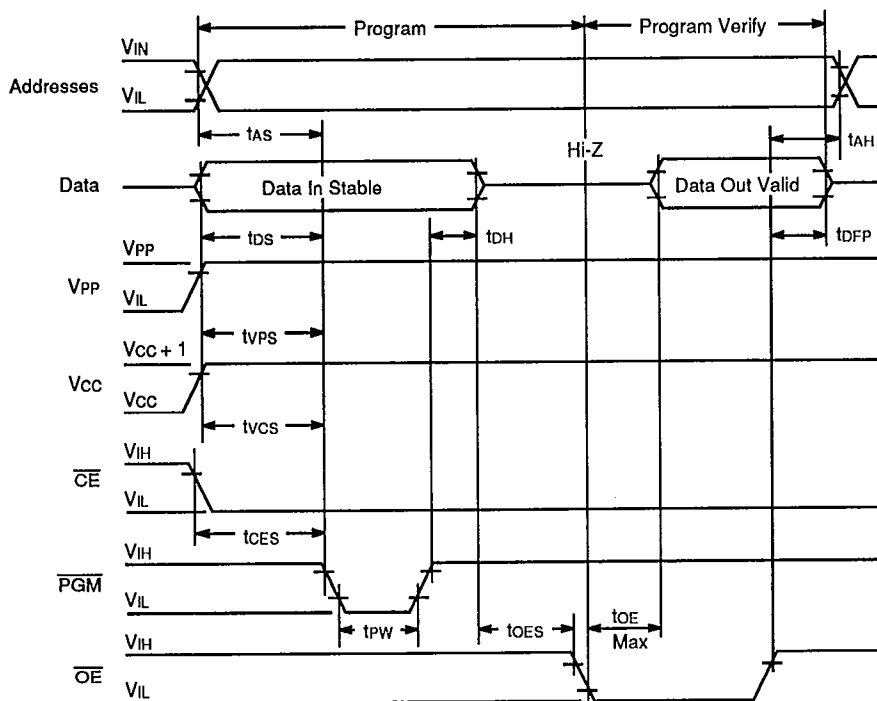 Program Program Verify
VIN
Addresses
VIL
tAS tAH
Hi-Z
Data Data In Stable Data Out Valid
tDS tDH tDFP
VPP
VPP
VIL
tVPS
VCC + 1
VCC
VCC
tVCS
VIH
CE
VIL
tCES
VIH
PGM
VIL
tPW tOES tOE
Max
VIH
OE
VIL